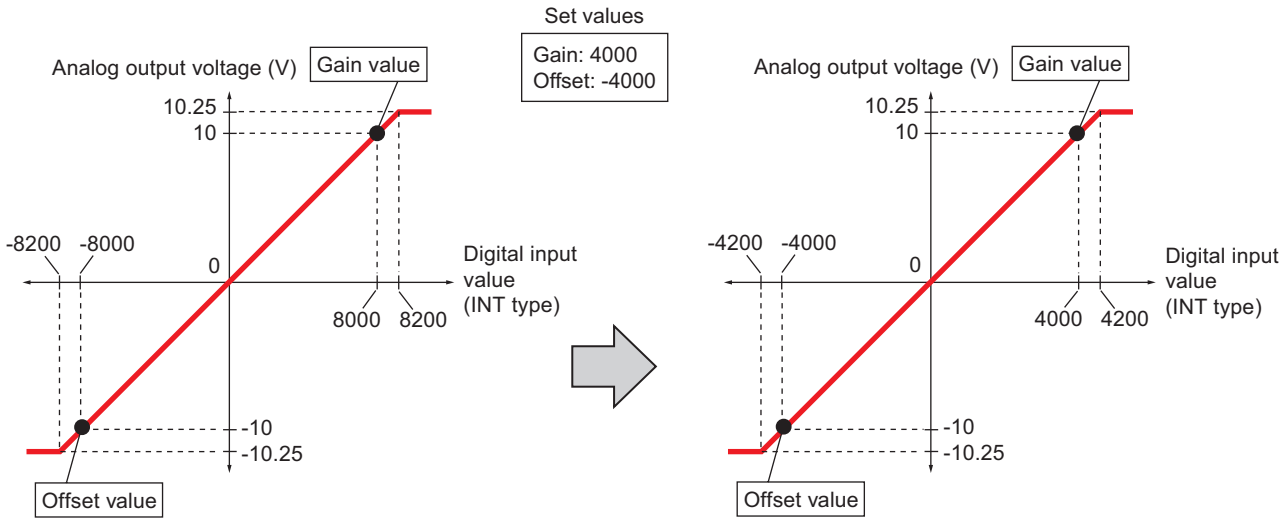 Set values
Gain: 4000
Offset: -4000
Analog output voltage (V)
Gain value
10.25
10
-8200
-8000
0
Digital input
value
(INT type)
8000
8200
-10
-10.25
Offset value
Analog output voltage (V)
Gain value
10.25
10
-4200
-4000
0
Digital input
value
(INT type)
4000
4200
-10
-10.25
Offset value